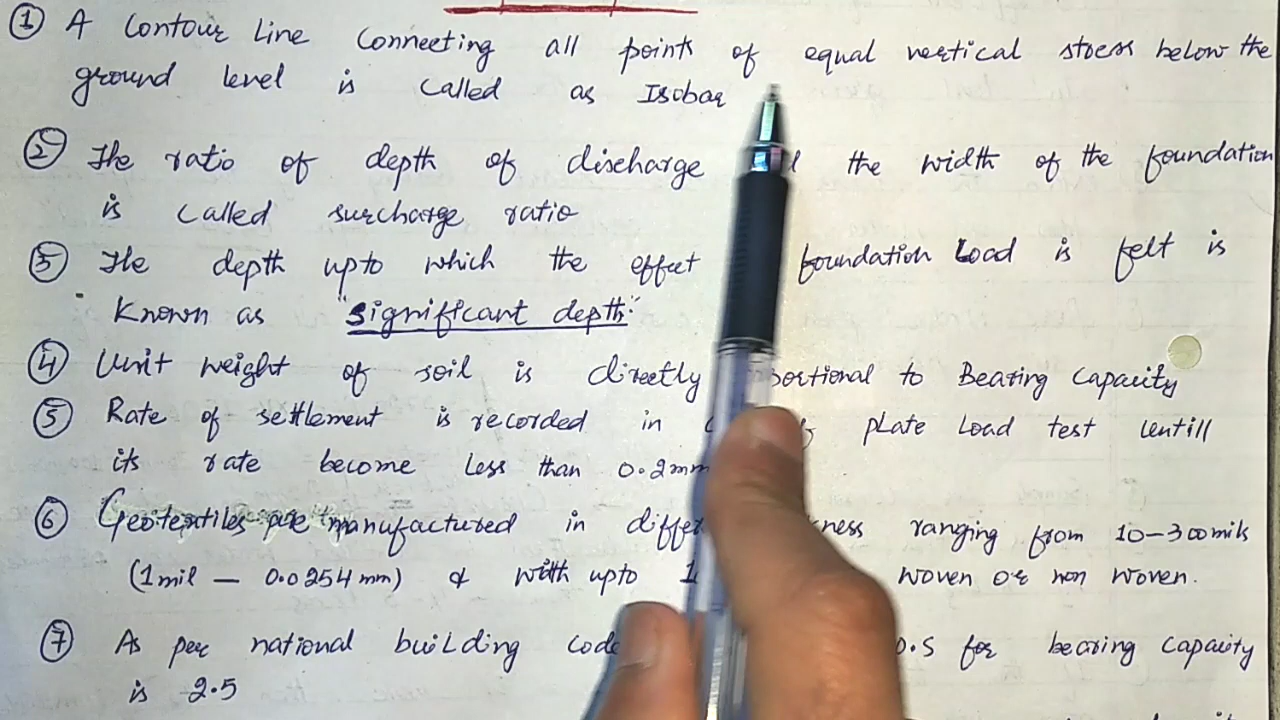 ① A Contour Line Connecting all points of equal vertical stress below the
ground level is called as Isobar
② The ratio of depth of discharge the width of the foundation
is called surcharge ratio
③ The depth upto which the effect foundation Load is felt is
Known as "significant depth"
④ Unit weight of soil is directly to Bearing Capacity
⑤ Rate of settlement is recorded in plate Load test untill
its rate become Less than 0.2mm
⑥ Geotextiles are manufactured in ranging from 10-300mils
(1mil - 0.0254mm) & width upto woven or non woven.
⑦ As per national building code for bearing capacity
is 2.5